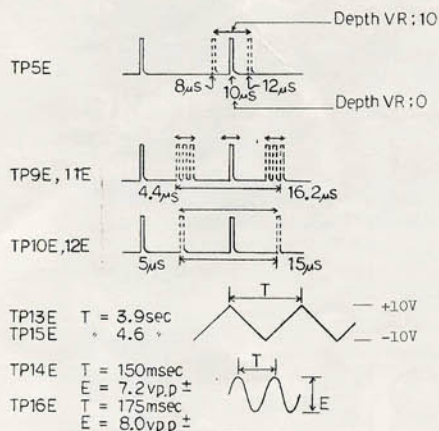 Depth VR : 10
TP5E
8μS
10μS
12μS
Depth VR : 0
TP9E, 11E
4.4μS
16.2μS
TP10E, 12E
5μS
15μS
TP13E T = 3.9sec
T
+10V
TP15E " 4.6 "
-10V
TP14E T = 150msec
T
E = 7.2vp.p ±
E
TP16E T = 175msec
E = 8.0vpp ±